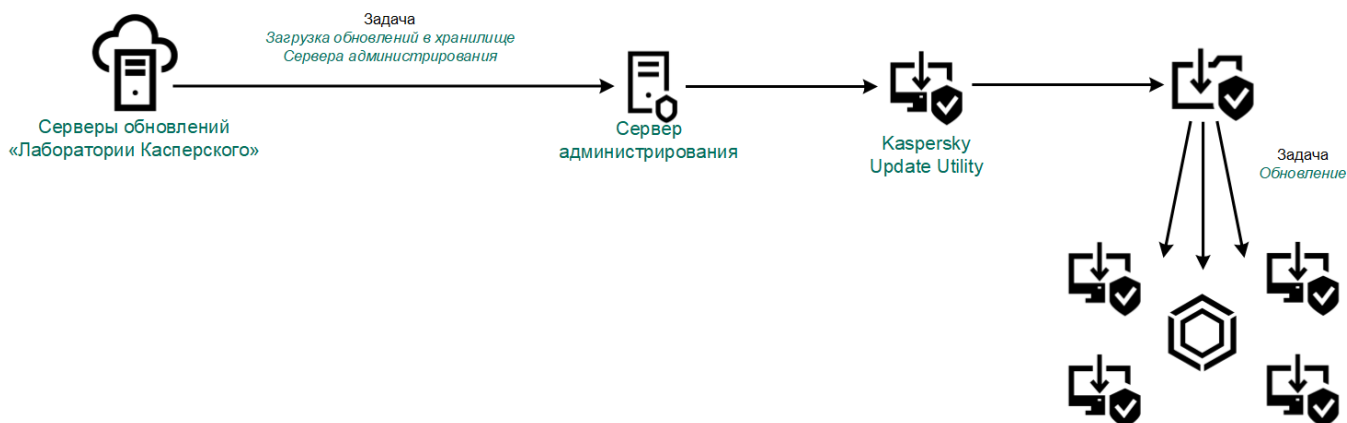 Задача
Загрузка обновлений в хранилище
Сервера администрирования
Серверы обновлений
«Лаборатории Касперского»
Сервер
администрирования
Kaspersky
Update Utility
Задача
Обновление